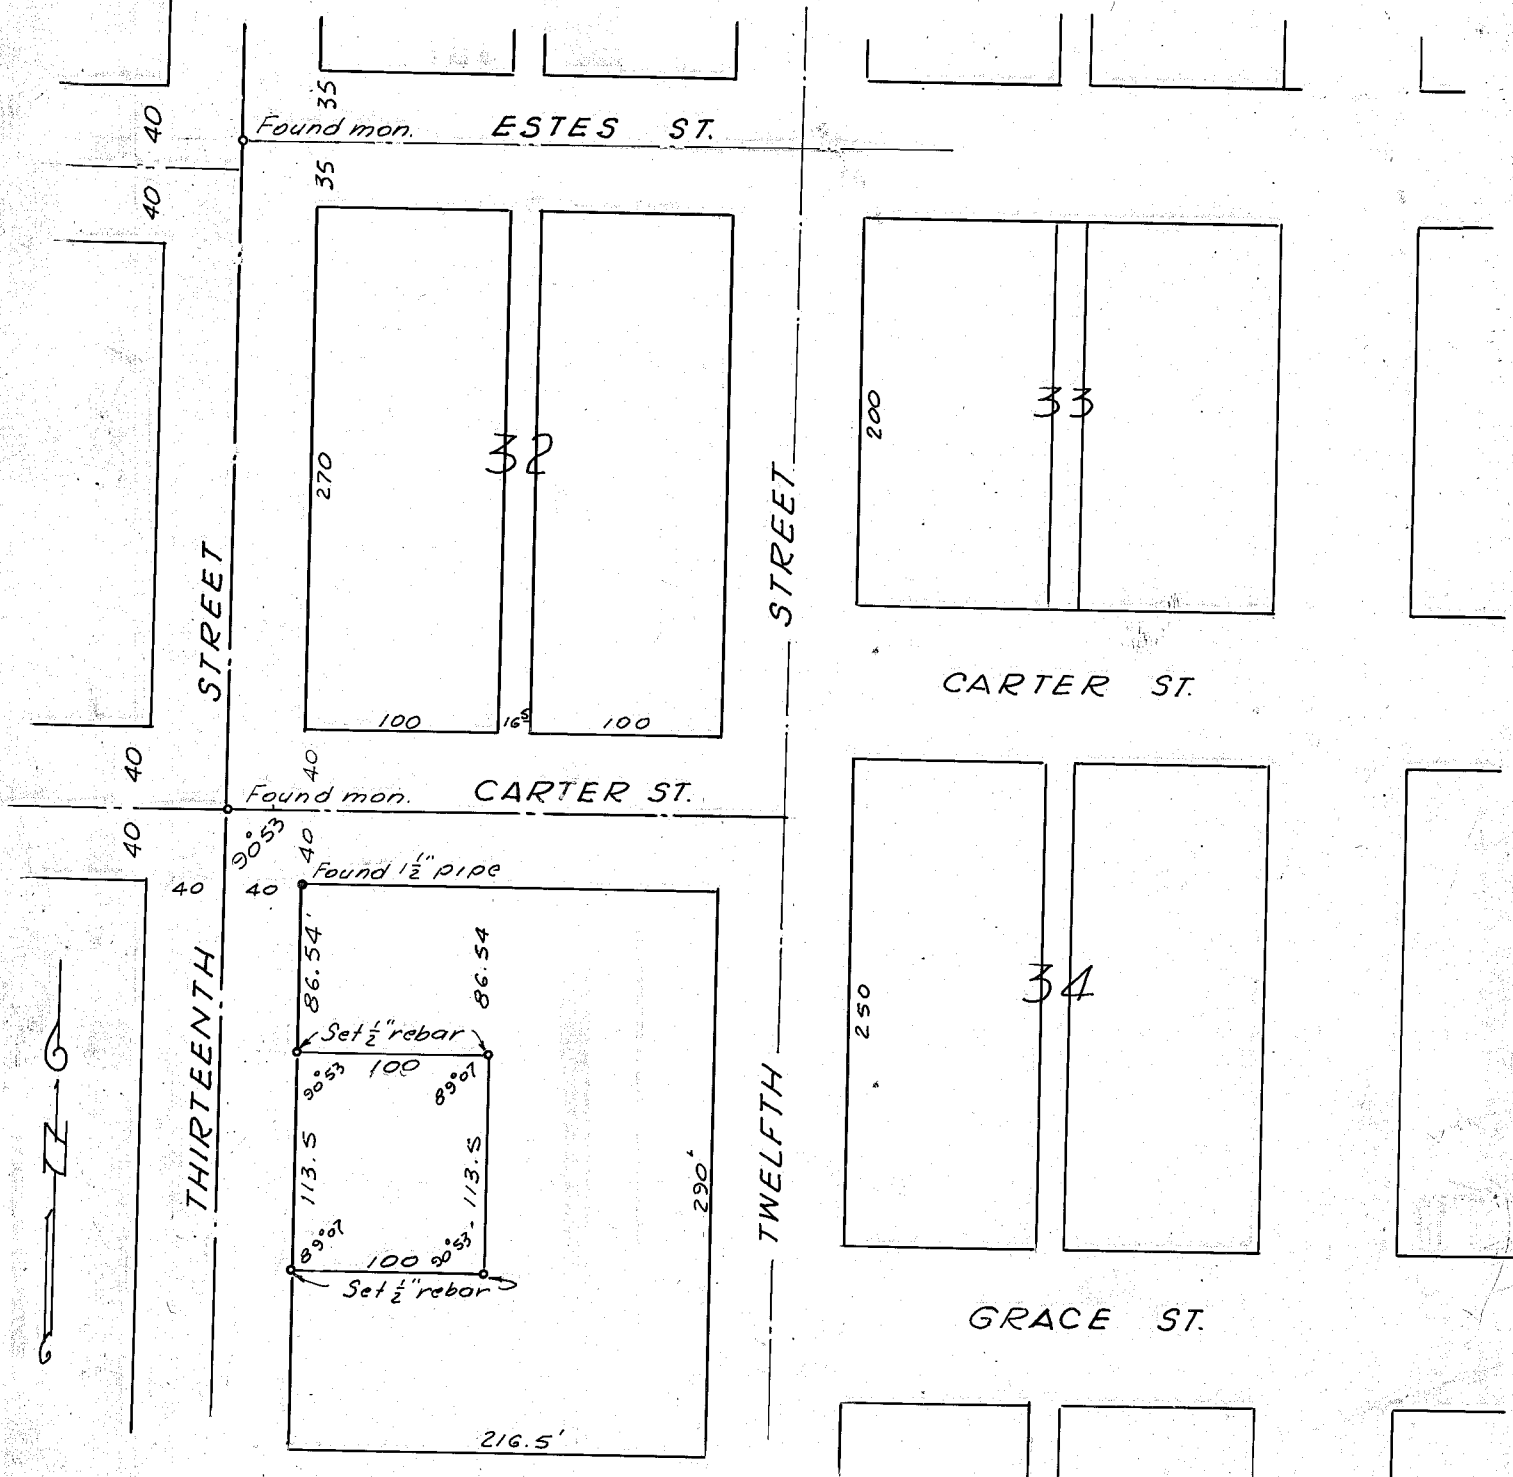 35
40
Found mon.
ESTES ST.
35
40
33
200
32
270
STREET
STREET
100
16⁵
100
CARTER ST.
40
40
Found mon.
CARTER ST.
40
90°53
40
40
40
Found 1½" pipe
86.54'
86.54
THIRTEENTH
34
250
Set ½" rebar
100
90°53
89°07
TWELFTH
N
113.5
113.5
290'
89°07
100
90°53
Set ½" rebar
GRACE ST.
216.5'